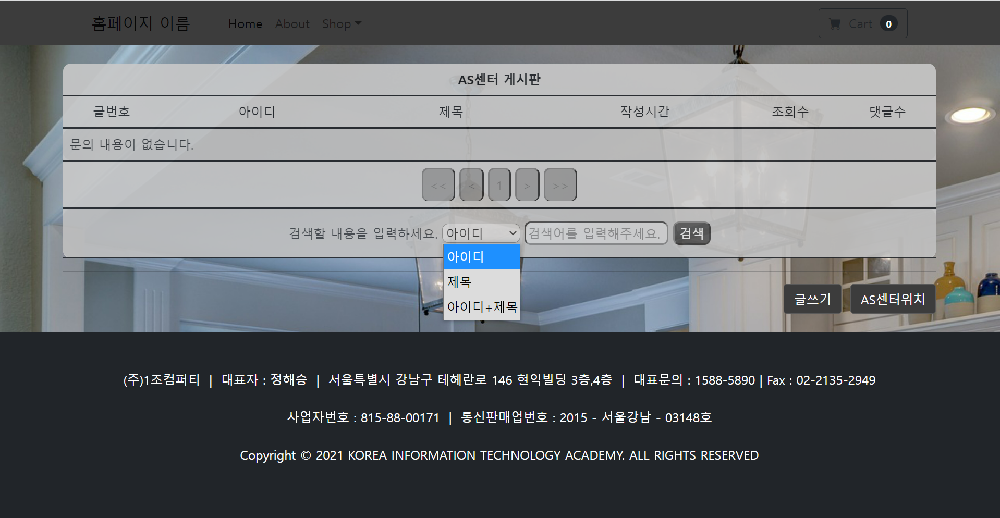 홈페이지 이름 Home About Shop Cart 0
AS센터 게시판
글번호 아이디 제목 작성시간 조회수 댓글수
문의 내용이 없습니다.
<< < 1 > >>
검색할 내용을 입력하세요. 아이디 검색어를 입력해주세요. 검색
아이디
제목
아이디+제목
글쓰기 AS센터위치
(주)1조컴퍼티 | 대표자 : 정해승 | 서울특별시 강남구 테헤란로 146 현익빌딩 3층,4층 | 대표문의 : 1588-5890 | Fax : 02-2135-2949
사업자번호 : 815-88-00171 | 통신판매업번호 : 2015 - 서울강남 - 03148호
Copyright © 2021 KOREA INFORMATION TECHNOLOGY ACADEMY. ALL RIGHTS RESERVED